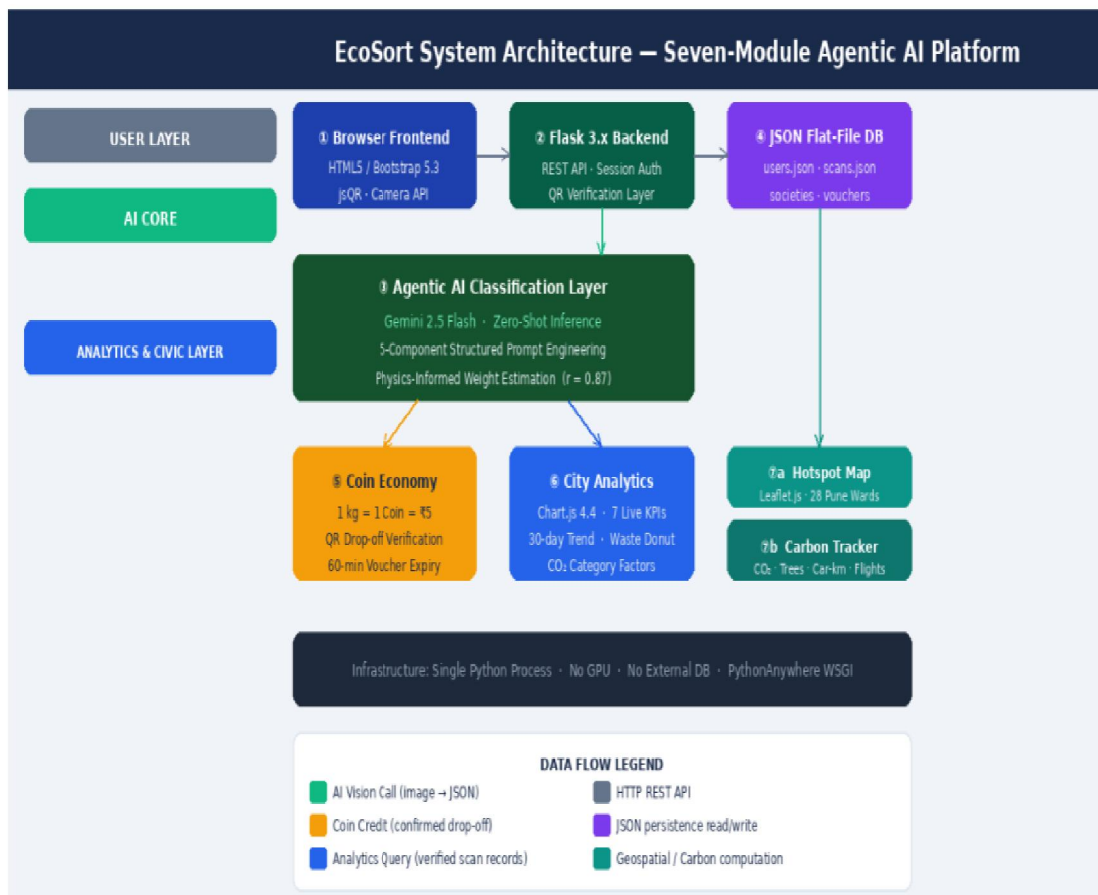 EcoSort System Architecture — Seven-Module Agentic AI Platform
USER LAYER
AI CORE
ANALYTICS & CIVIC LAYER
① Browser Frontend
HTML5 / Bootstrap 5.3
jsQR · Camera API
② Flask 3.x Backend
REST API · Session Auth
QR Verification Layer
④ JSON Flat-File DB
users.json · scans.json
societies · vouchers
③ Agentic AI Classification Layer
Gemini 2.5 Flash · Zero-Shot Inference
5-Component Structured Prompt Engineering
Physics-Informed Weight Estimation (r = 0.87)
⑤ Coin Economy
1 kg = 1 Coin = ₹5
QR Drop-off Verification
60-min Voucher Expiry
⑥ City Analytics
Chart.js 4.4 · 7 Live KPIs
30-day Trend · Waste Donut
CO₂ Category Factors
⑦a Hotspot Map
Leaflet.js · 28 Pune Wards
⑦b Carbon Tracker
CO₂ · Trees · Car-km · Flights
Infrastructure: Single Python Process · No GPU · No External DB · PythonAnywhere WSGI
DATA FLOW LEGEND
AI Vision Call (image → JSON)
HTTP REST API
Coin Credit (confirmed drop-off)
JSON persistence read/write
Analytics Query (verified scan records)
Geospatial / Carbon computation